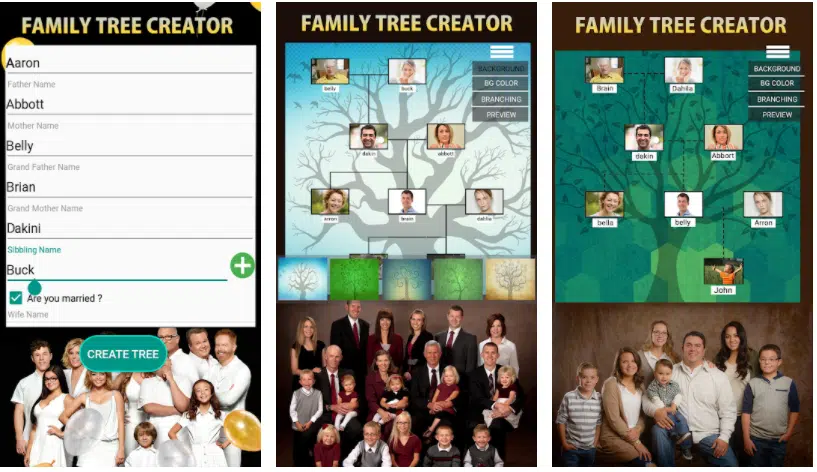 FAMILY TREE CREATOR
Aaron
Father Name
Abbott
Mother Name
Belly
Grand Father Name
Brian
Grand Mother Name
Dakini
Sibbling Name
Buck
Are you married ?
Wife Name
CREATE TREE
FAMILY TREE CREATOR
BACKGROUND
BG COLOR
BRANCHING
PREVIEW
belly
buck
dakin
abbott
arron
brain
dahlia
FAMILY TREE CREATOR
BACKGROUND
BG COLOR
BRANCHING
PREVIEW
Brain
Dahlia
dakin
Abbort
bella
belly
Arron
John